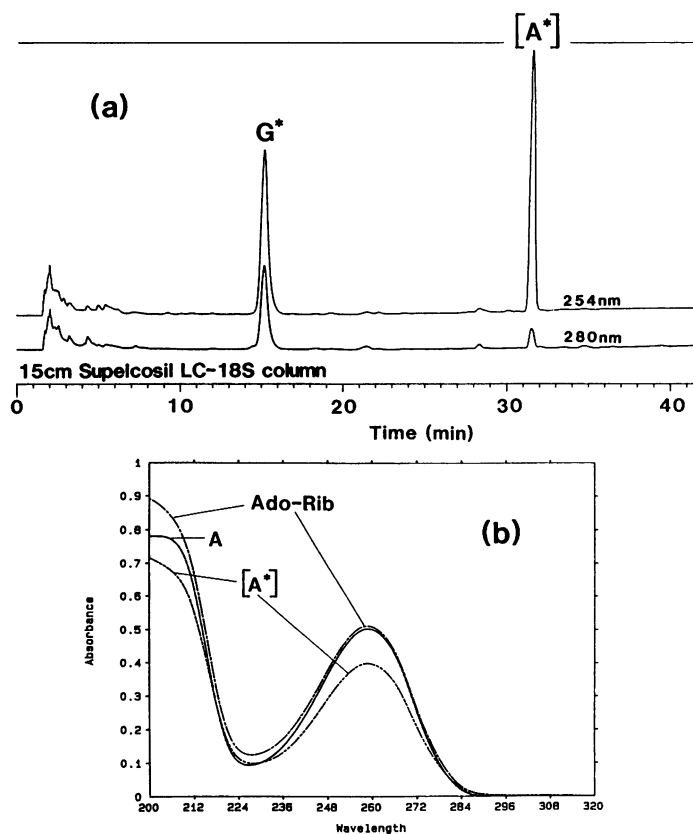 [A*]
(a)
G*
254nm
280nm
15cm Supelcosil LC-18S column
0 10 20 30 40
Time (min)
1
0.9
0.8
0.7
0.6
0.5
0.4
0.3
0.2
0.1
0
Absorbance
Ado-Rib
A
[A*]
(b)
200 212 224 236 248 260 272 284 296 308 320
Wavelength